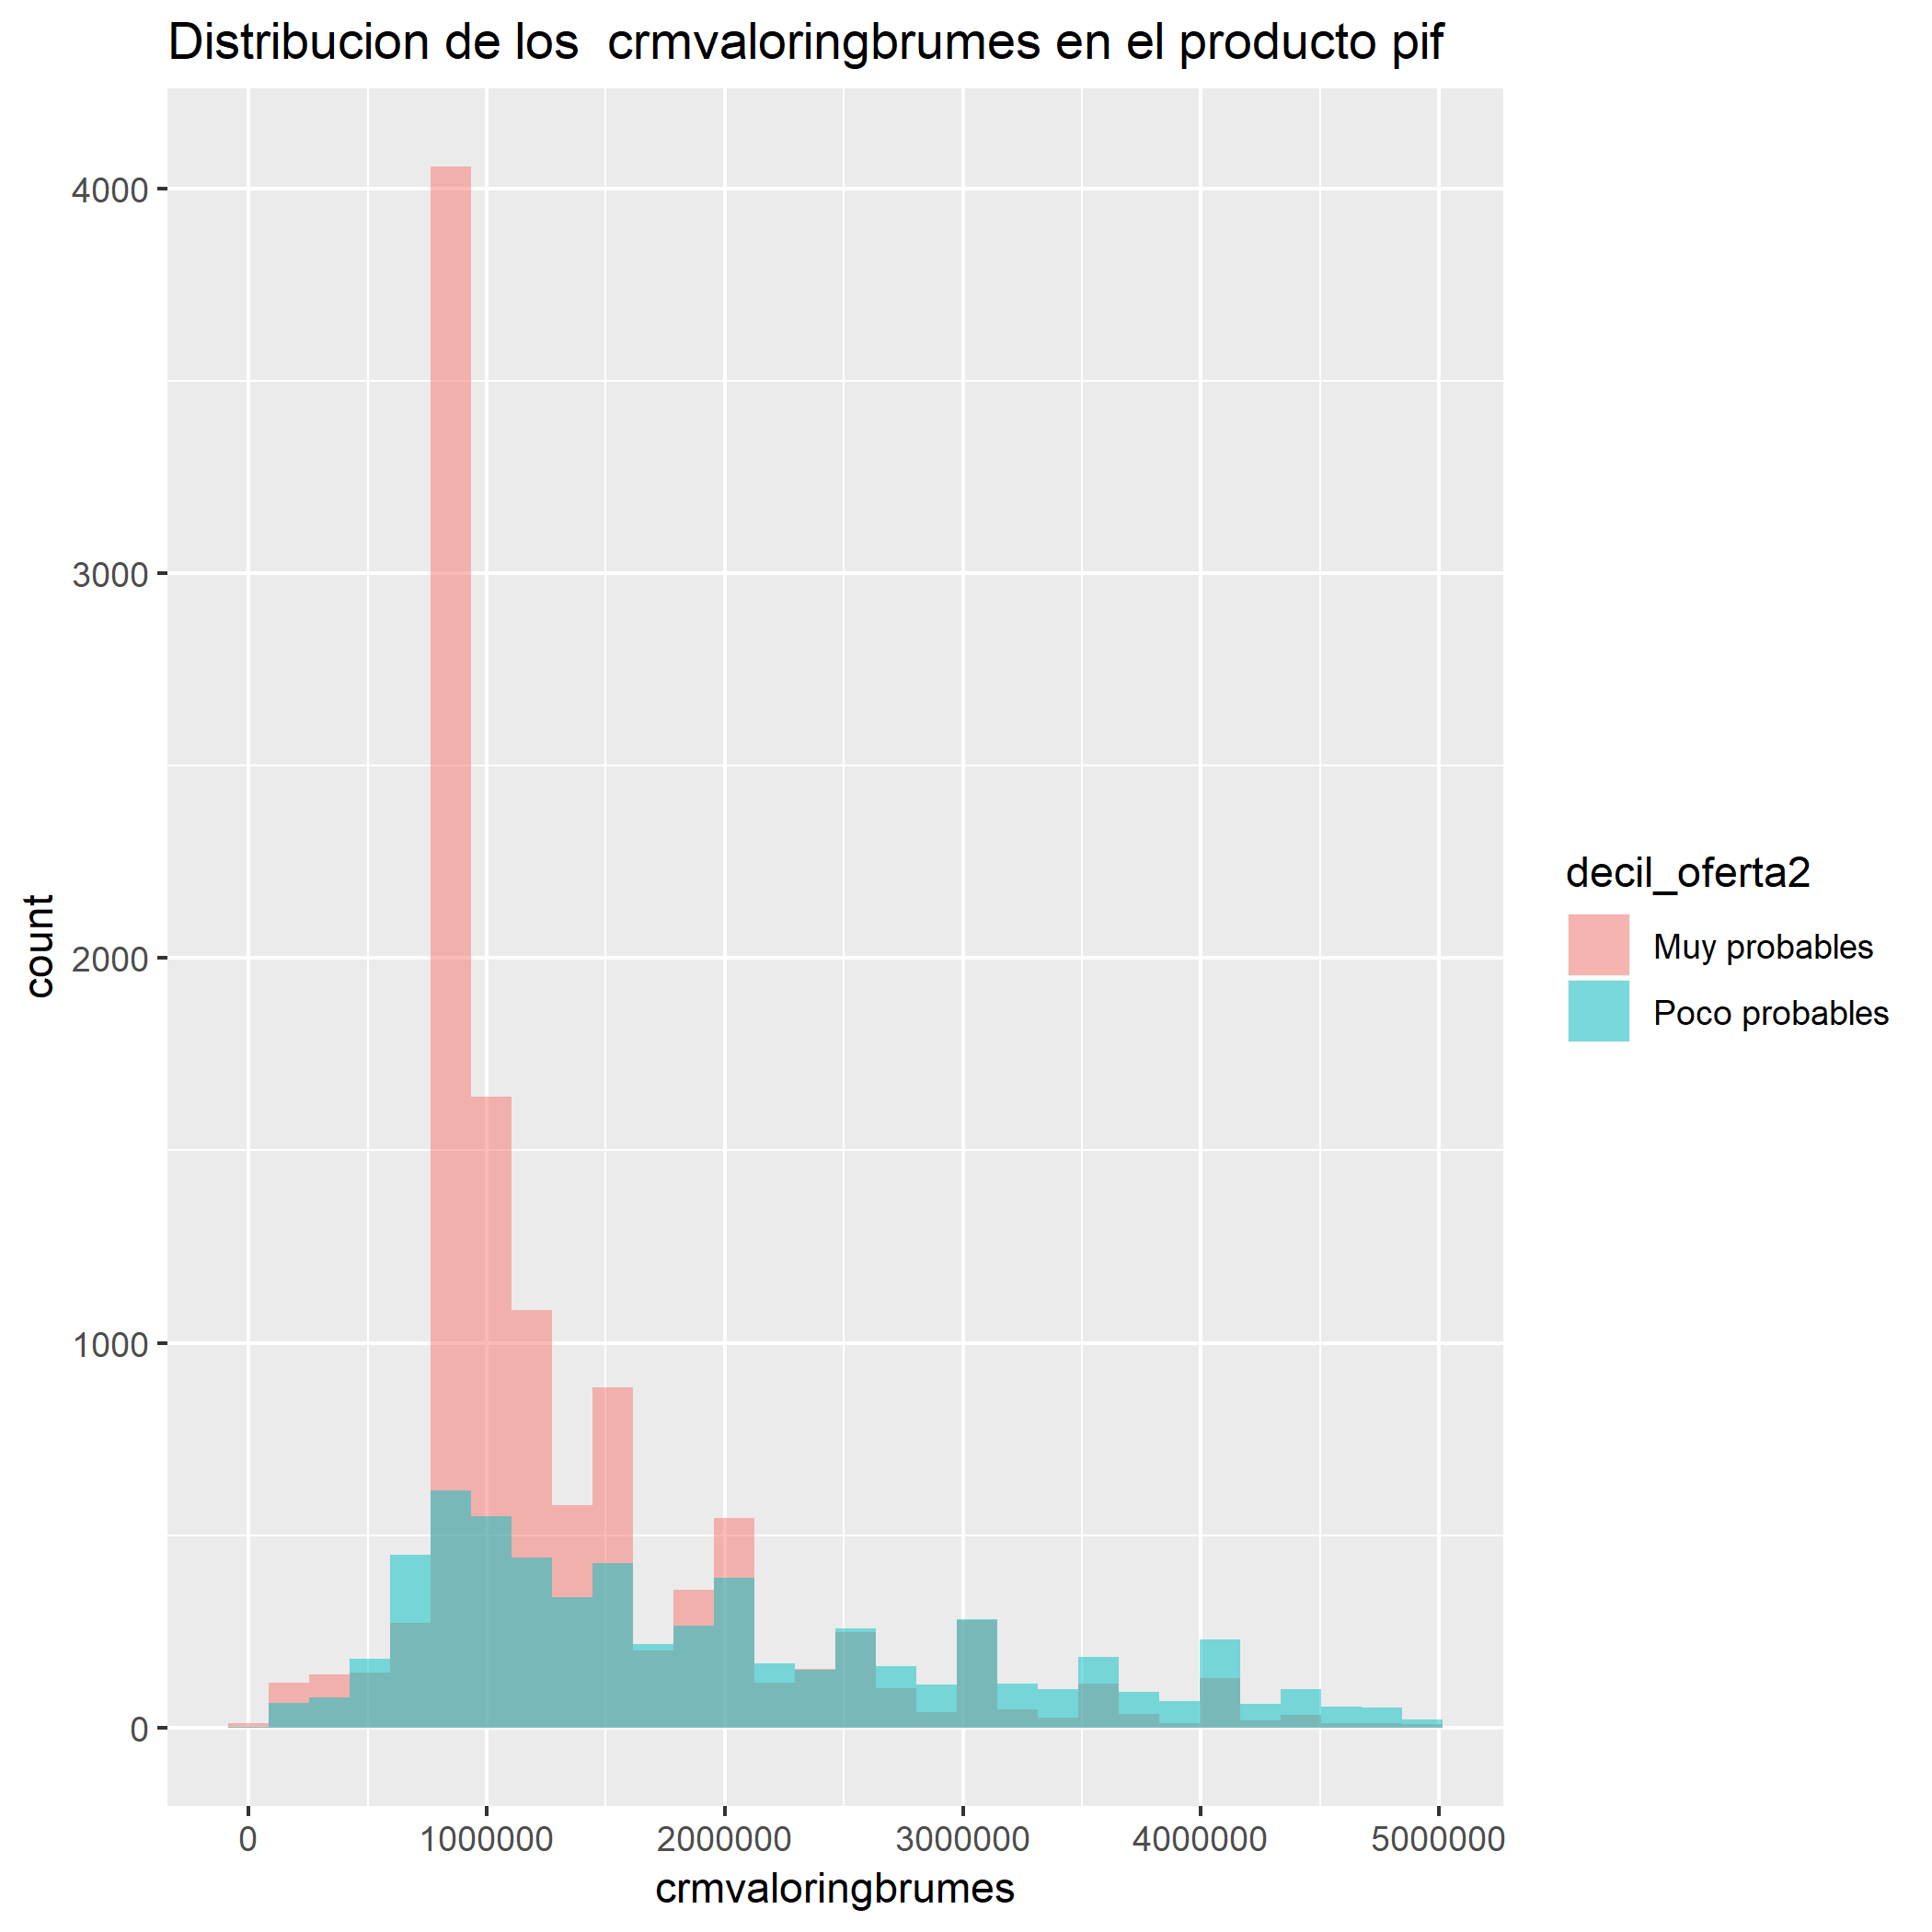 Distribucion de los  crmvaloringbrumes en el producto pif
4000
3000
2000
1000
0
count
0 1000000 2000000 3000000 4000000 5000000
crmvaloringbrumes
decil_oferta2
Muy probables
Poco probables